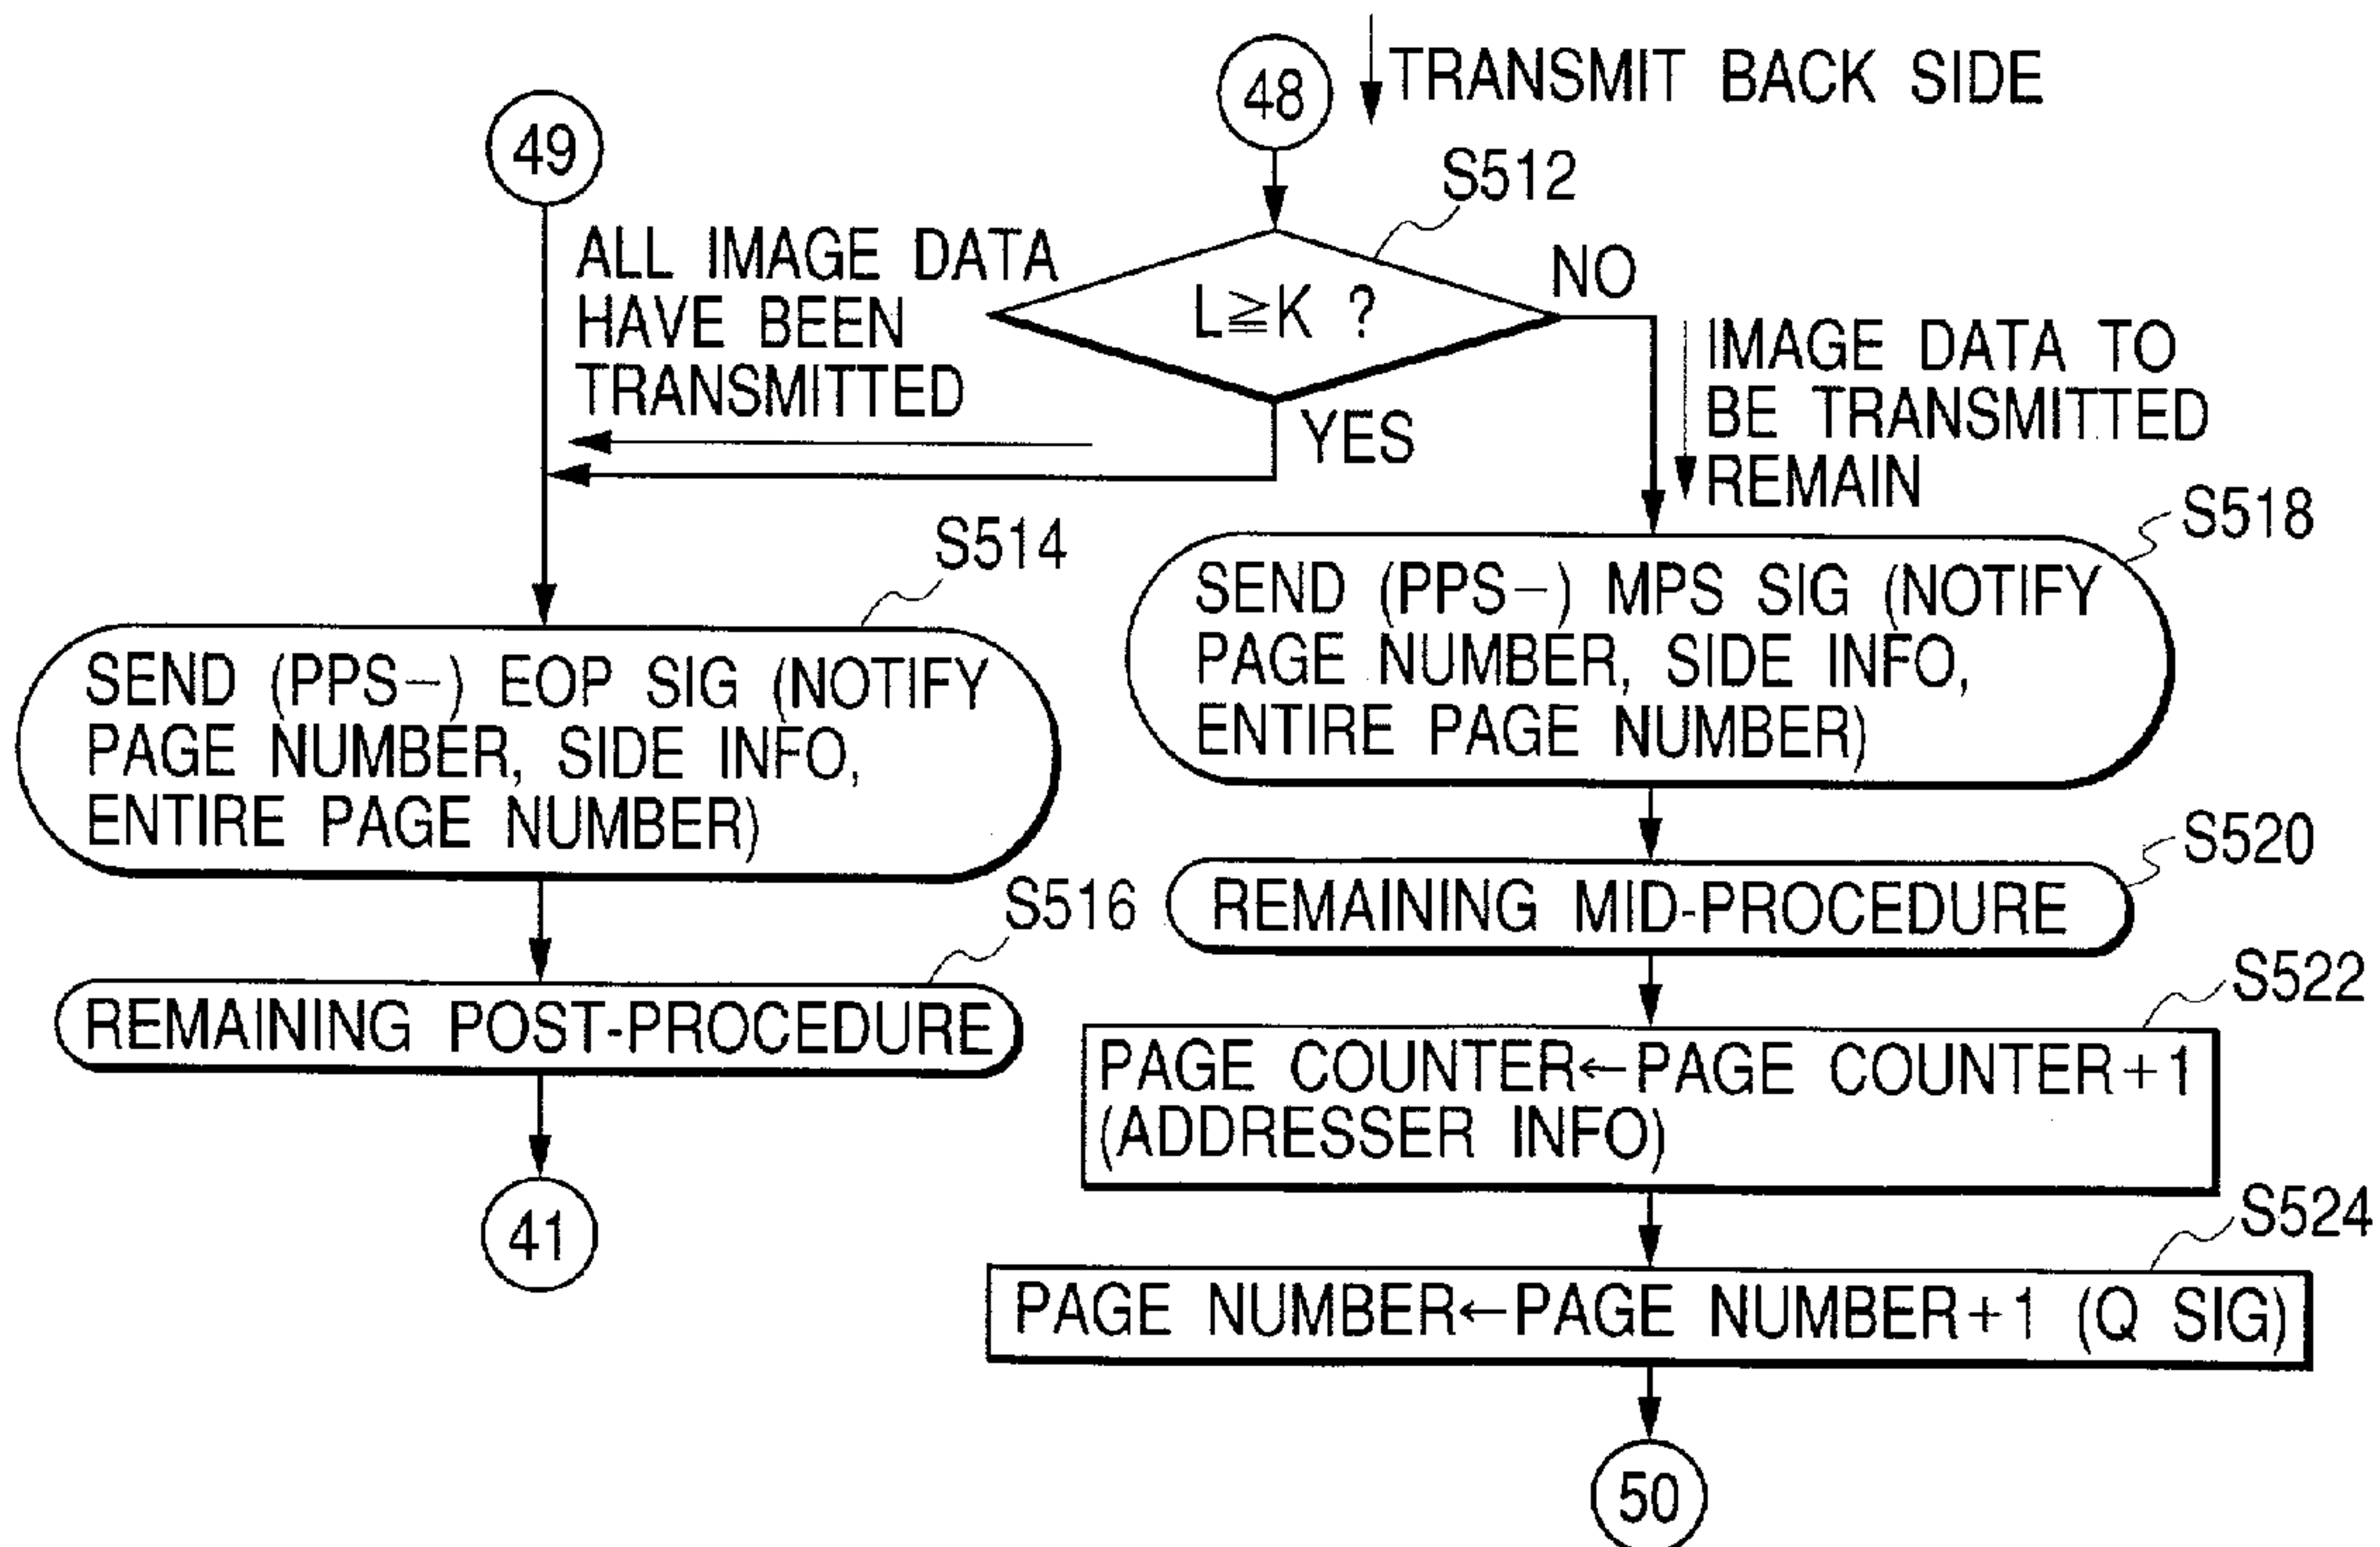 48
TRANSMIT BACK SIDE
49
S512
ALL IMAGE DATA
HAVE BEEN
TRANSMITTED
L≧K ?
NO
YES
IMAGE DATA TO
BE TRANSMITTED
REMAIN
S514
SEND (PPS-) EOP SIG (NOTIFY
PAGE NUMBER, SIDE INFO,
ENTIRE PAGE NUMBER)
S516
REMAINING POST-PROCEDURE
41
S518
SEND (PPS-) MPS SIG (NOTIFY
PAGE NUMBER, SIDE INFO,
ENTIRE PAGE NUMBER)
S520
REMAINING MID-PROCEDURE
S522
PAGE COUNTER←PAGE COUNTER+1
(ADDRESSER INFO)
S524
PAGE NUMBER←PAGE NUMBER+1 (Q SIG)
50